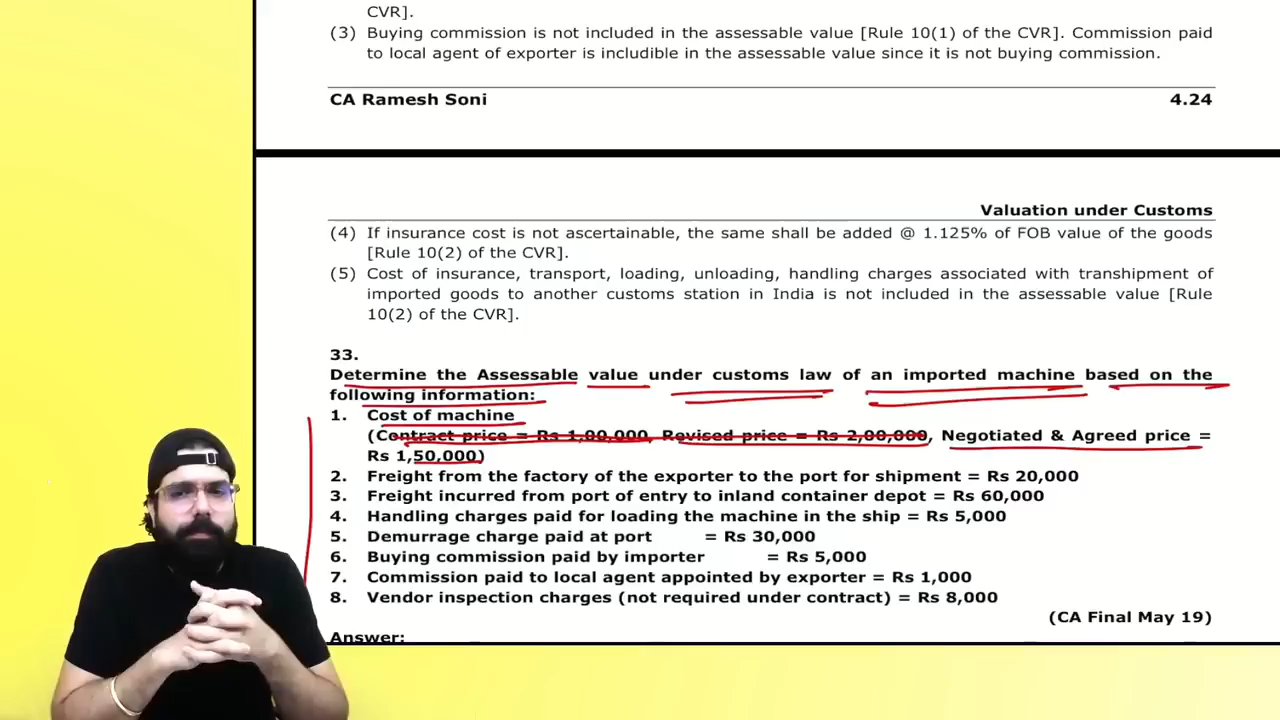 CVR].
(3) Buying commission is not included in the assessable value [Rule 10(1) of the CVR]. Commission paid
to local agent of exporter is includible in the assessable value since it is not buying commission.
CA Ramesh Soni 4.24
Valuation under Customs
(4) If insurance cost is not ascertainable, the same shall be added @ 1.125% of FOB value of the goods
[Rule 10(2) of the CVR].
(5) Cost of insurance, transport, loading, unloading, handling charges associated with transhipment of
imported goods to another customs station in India is not included in the assessable value [Rule
10(2) of the CVR].
33.
Determine the Assessable value under customs law of an imported machine based on the
following information:
1. Cost of machine
(Contract price = Rs 1,00,000, Revised price = Rs 2,00,000, Negotiated & Agreed price =
Rs 1,50,000)
2. Freight from the factory of the exporter to the port for shipment = Rs 20,000
3. Freight incurred from port of entry to inland container depot = Rs 60,000
4. Handling charges paid for loading the machine in the ship = Rs 5,000
5. Demurrage charge paid at port = Rs 30,000
6. Buying commission paid by importer = Rs 5,000
7. Commission paid to local agent appointed by exporter = Rs 1,000
8. Vendor inspection charges (not required under contract) = Rs 8,000
(CA Final May 19)
Answer: